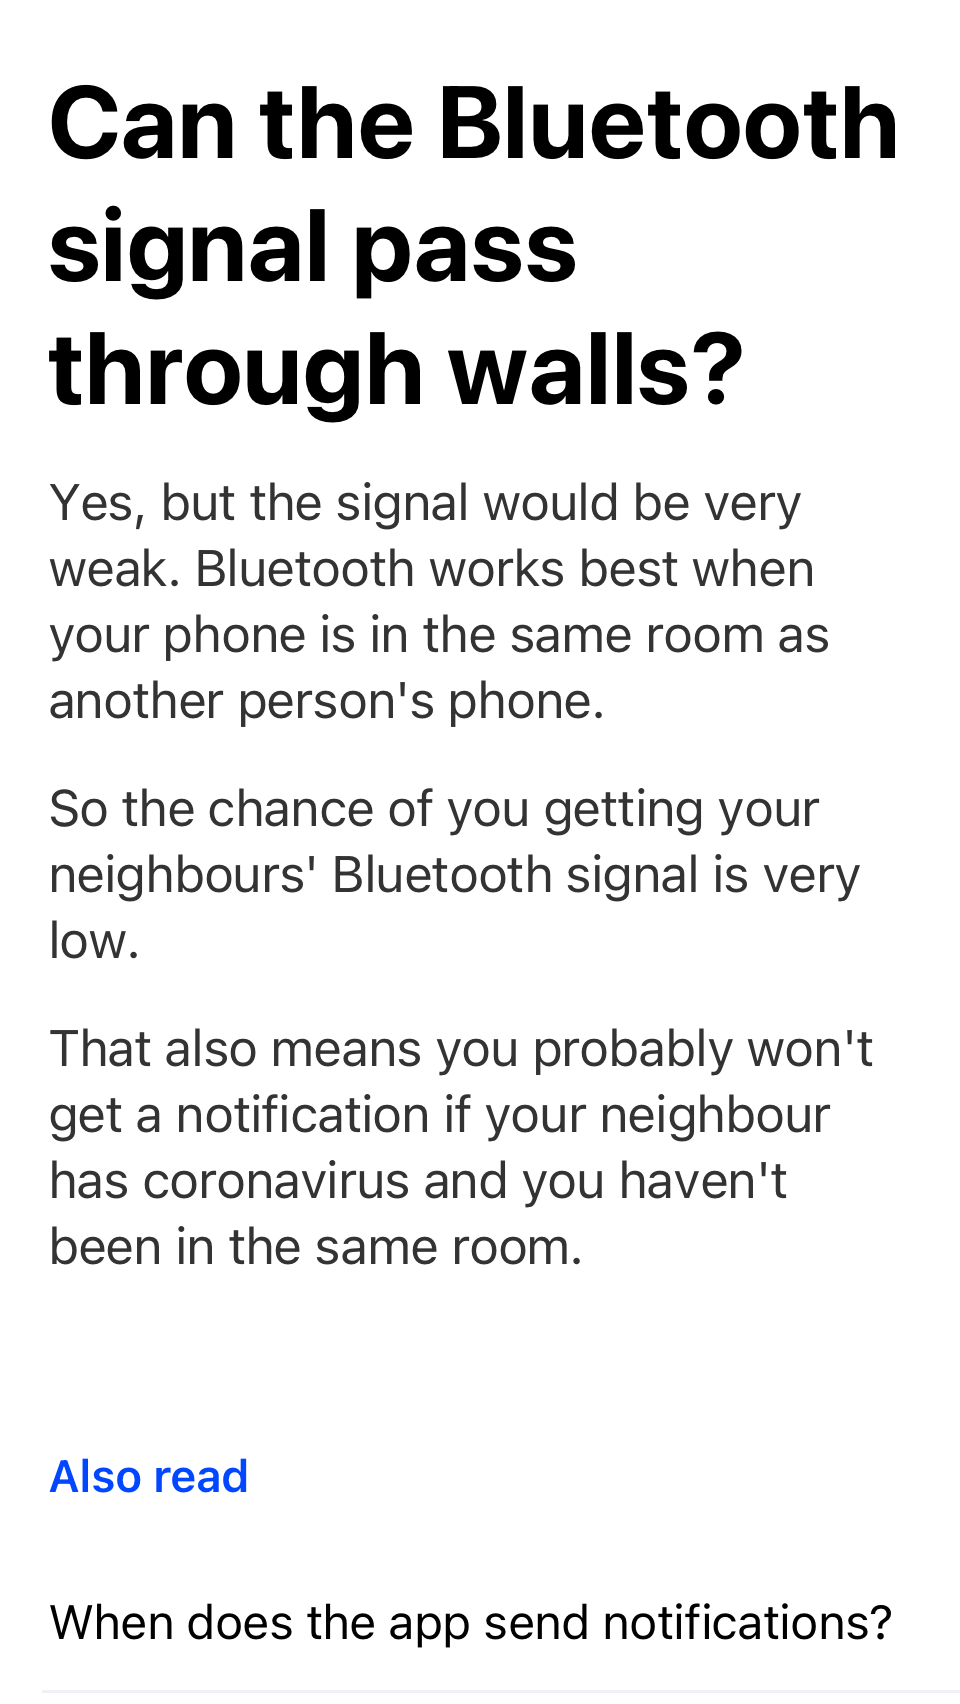 Can the Bluetooth
signal pass
through walls?
Yes, but the signal would be very
weak. Bluetooth works best when
your phone is in the same room as
another person's phone.
So the chance of you getting your
neighbours' Bluetooth signal is very
low.
That also means you probably won't
get a notification if your neighbour
has coronavirus and you haven't
been in the same room.
Also read
When does the app send notifications?